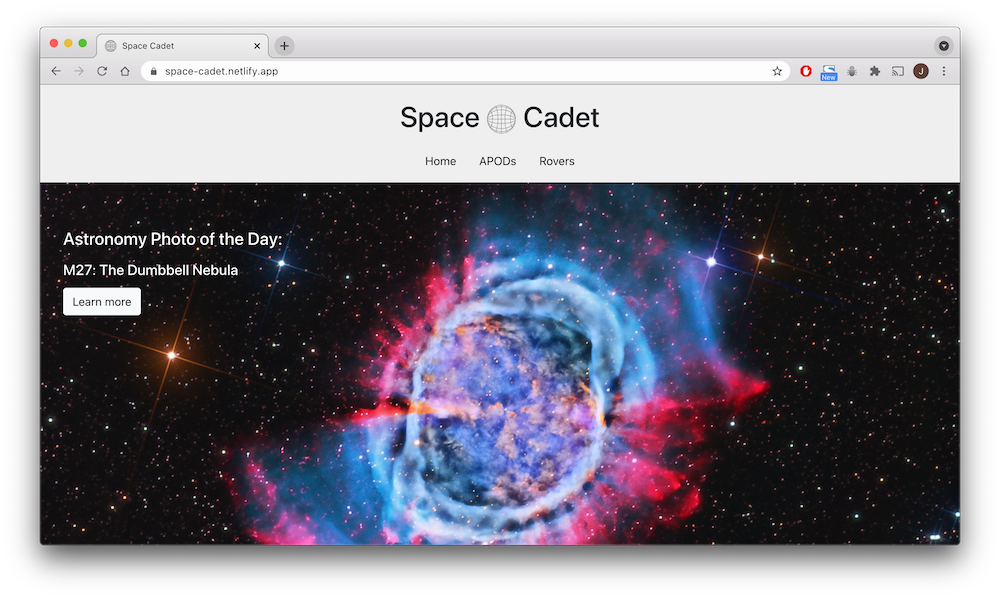 Space Cadet
space-cadet.netlify.app
New
J
Space Cadet
Home APODs Rovers
Astronomy Photo of the Day:
M27: The Dumbbell Nebula
Learn more